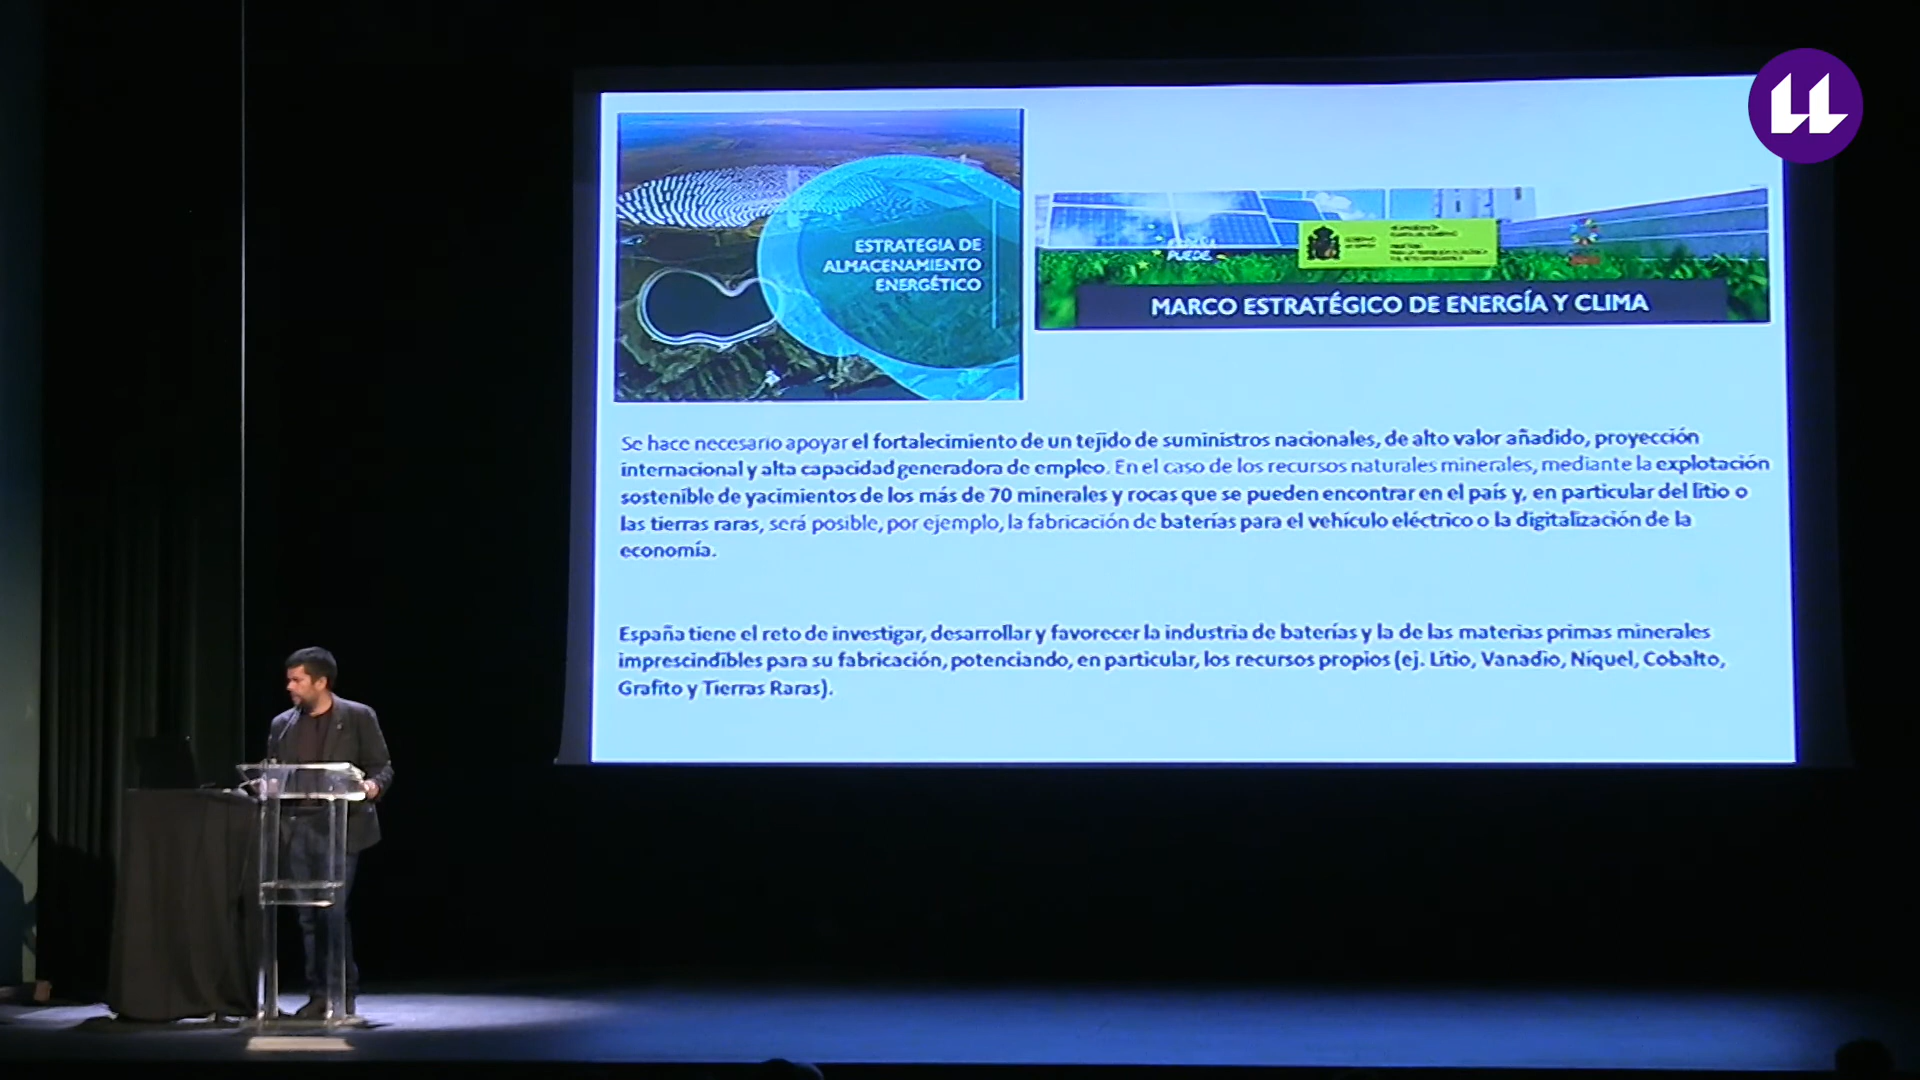 ESTRATEGIA DE
ALMACENAMIENTO
ENERGÉTICO
PUEDE.
MARCO ESTRATÉGICO DE ENERGÍA Y CLIMA
Se hace necesario apoyar el fortalecimiento de un tejido de suministros nacionales, de alto valor añadido, proyección
internacional y alta capacidad generadora de empleo. En el caso de los recursos naturales minerales, mediante la explotación
sostenible de yacimientos de los más de 70 minerales y rocas que se pueden encontrar en el país y, en particular del litio o
las tierras raras, será posible, por ejemplo, la fabricación de baterías para el vehículo eléctrico o la digitalización de la
economía.
España tiene el reto de investigar, desarrollar y favorecer la industria de baterías y la de las materias primas minerales
imprescindibles para su fabricación, potenciando, en particular, los recursos propios (ej. Litio, Vanadio, Níquel, Cobalto,
Grafito y Tierras Raras).